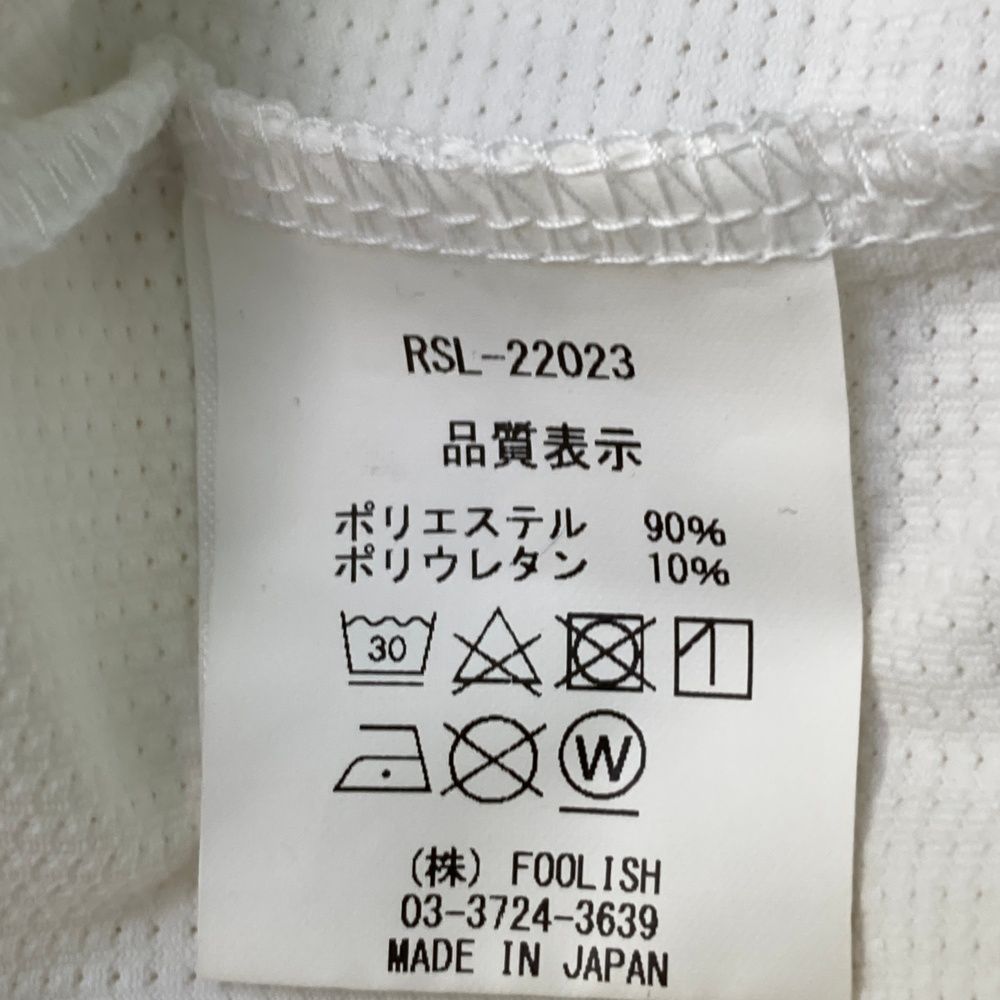 RSL-22023
品質表示
ポリエステル 90%
ポリウレタン 10%
30
W
(株) FOOLISH
03-3724-3639
MADE IN JAPAN